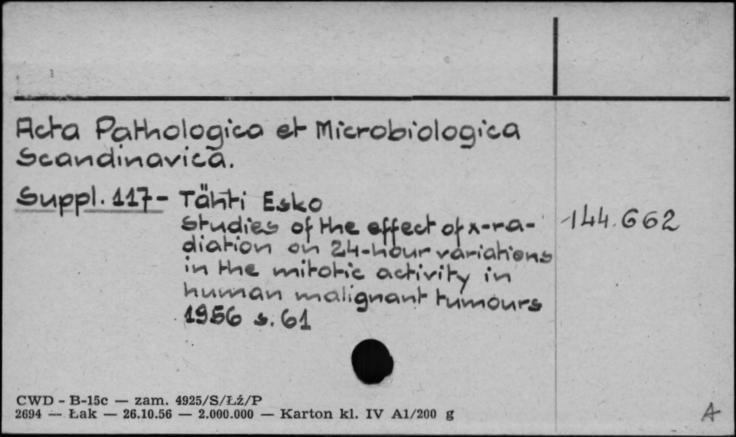 Acta Pathologica et Microbiologica
Scandinavica.
Suppl. 117- Tähti Esko
Studies of the effect of x-ra-
diation on 24-hour variations
in the mitotic activity in
human malignant tumours
1956 s. 61
144.662
CWD - B-15c — zam. 4925/S/Łź/P
2694 — Łak — 26.10.56 — 2.000.000 — Karton kl. IV A1/200 g
A